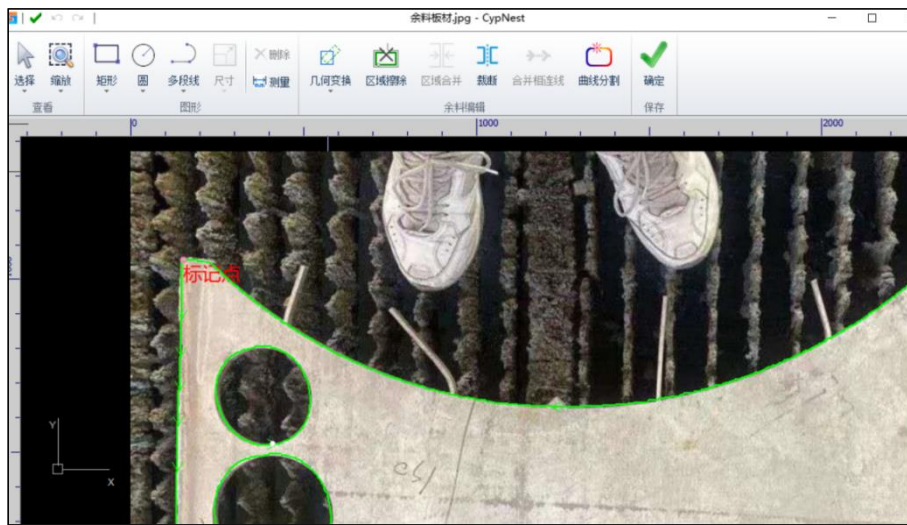 余料板材.jpg - CypNest
选择 缩放 矩形 圆 多段线 尺寸 删除 测量 几何变换 区域擦除 区域合并 裁断 合并相连线 曲线分割 确定
查看 图形 余料编辑 保存
0 1000 2000
标记点
Y
X